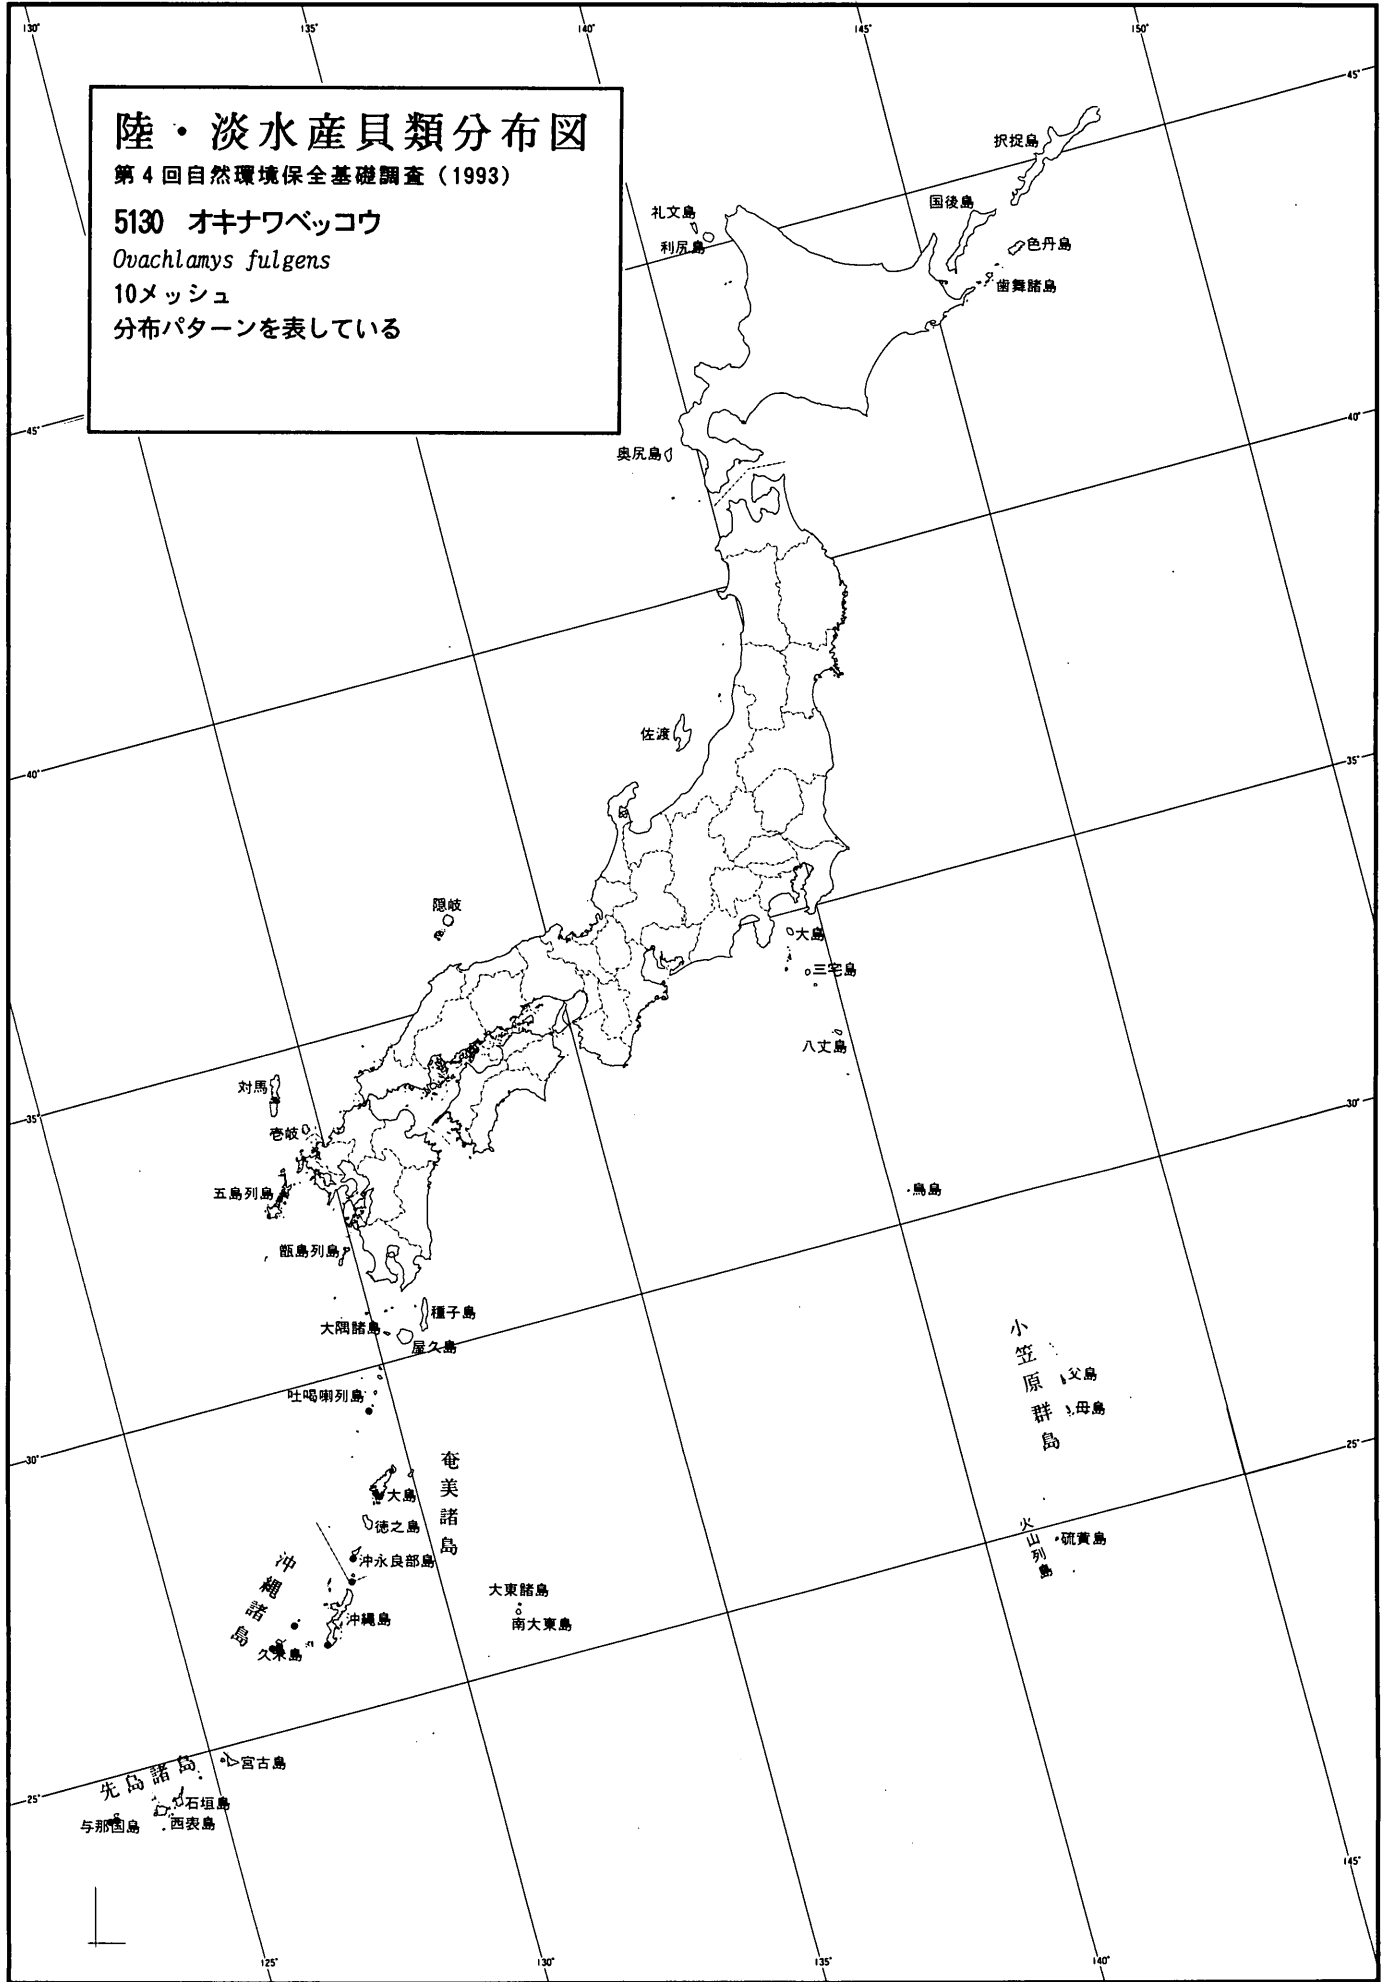 130°
135°
140°
145°
150°
45°
陸・淡水産貝類分布図
第4回自然環境保全基礎調査(1993)
5130 オキナワベッコウ
Ovachlamys fulgens
10メッシュ
分布パターンを表している
択捉島
国後島
礼文島
利尻島
色丹島
歯舞諸島
45°
40°
奥尻島
佐渡
40°
35°
隠岐
大島
三宅島
八丈島
対馬
壱岐
35°
30°
五島列島
鳥島
甑島列島
種子島
大隅諸島
屋久島
小笠原群島
父島
母島
吐噶喇列島
30°
25°
奄美諸島
大島
徳之島
火山列島
硫黄島
沖永良部島
沖縄諸島
大東諸島
南大東島
沖縄島
久米島
宮古島
先島諸島
25°
石垣島
与那国島
西表島
145°
125°
130°
135°
140°